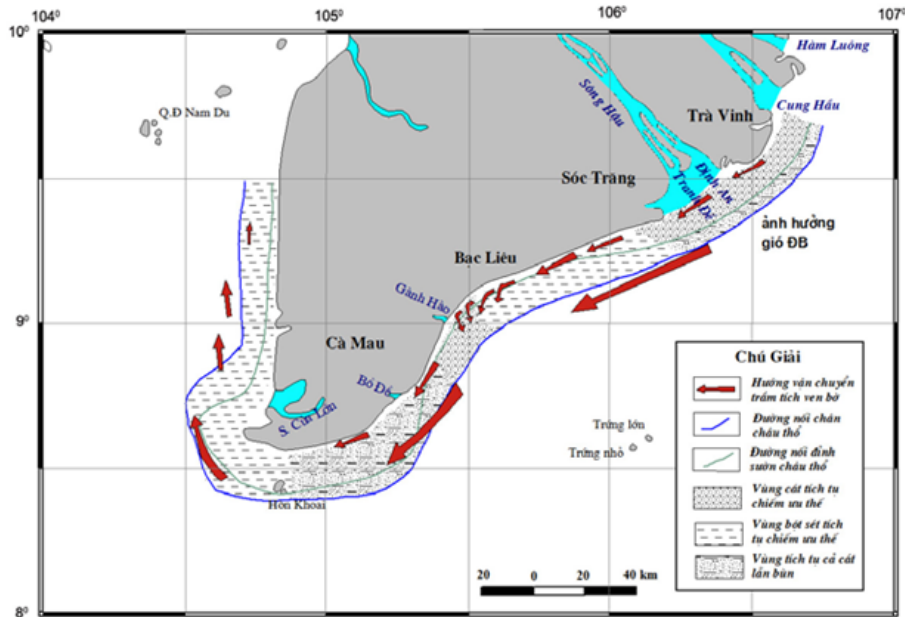 104⁰
105⁰
106⁰
107⁰
10⁰
Hàm Luông
Q.Đ Nam Du
Sông Hậu
Trà Vinh
Cung Hầu
Sóc Trăng
Định An
Tranh Đề
ảnh hưởng
gió ĐB
Bạc Liêu
Gành Hào
9⁰
Cà Mau
Bồ Đề
S. Cửa Lớn
Trứng lớn
Trứng nhỏ
Hòn Khoai
8⁰
20 0 20 40 km
Chú Giải
Hướng vận chuyển
trầm tích ven bờ
Đường nối chân
châu thổ
Đường nối đỉnh
sườn châu thổ
Vùng cát tích tụ
chiếm ưu thế
Vùng bột sét tích
tụ chiếm ưu thế
Vùng tích tụ cả cát
lẫn bùn